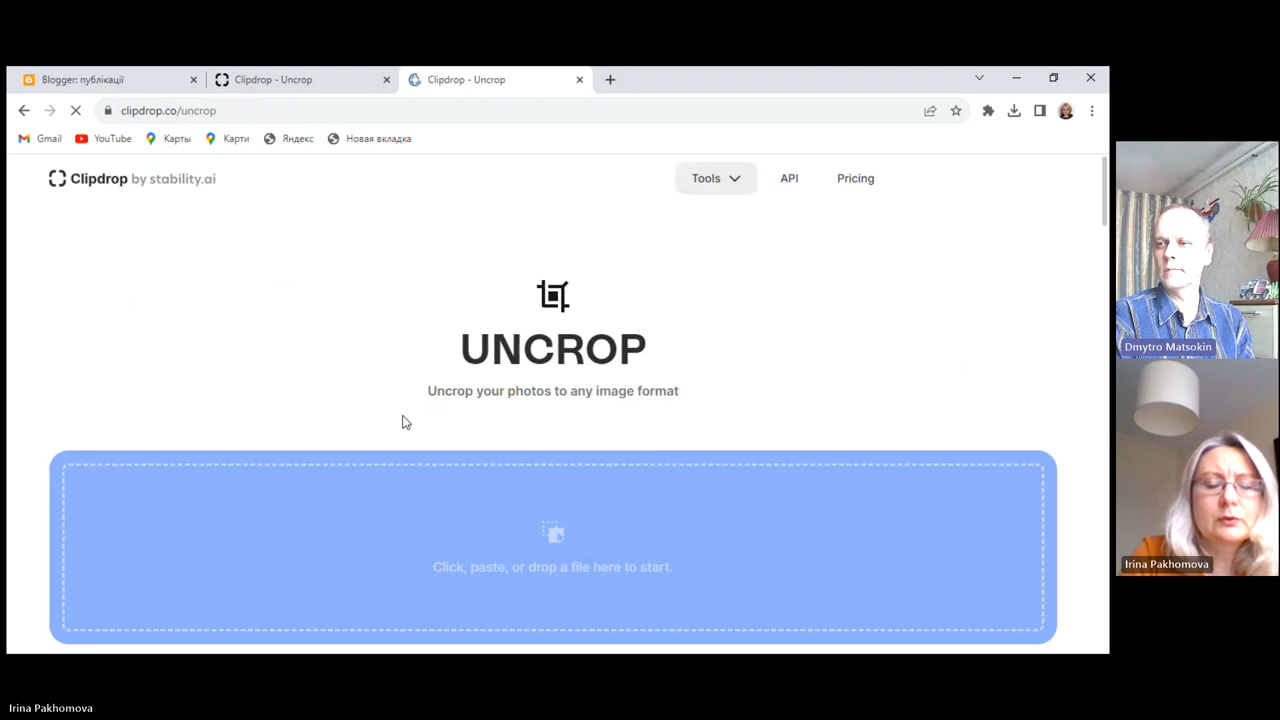 Blogger: публікації
Clipdrop - Uncrop
Clipdrop - Uncrop
clipdrop.co/uncrop
Gmail
YouTube
Карты
Карти
Яндекс
Новая вкладка
Clipdrop by stability.ai
Tools
API
Pricing
UNCROP
Uncrop your photos to any image format
Click, paste, or drop a file here to start.
Dmytro Matsokin
Irina Pakhomova
Irina Pakhomova